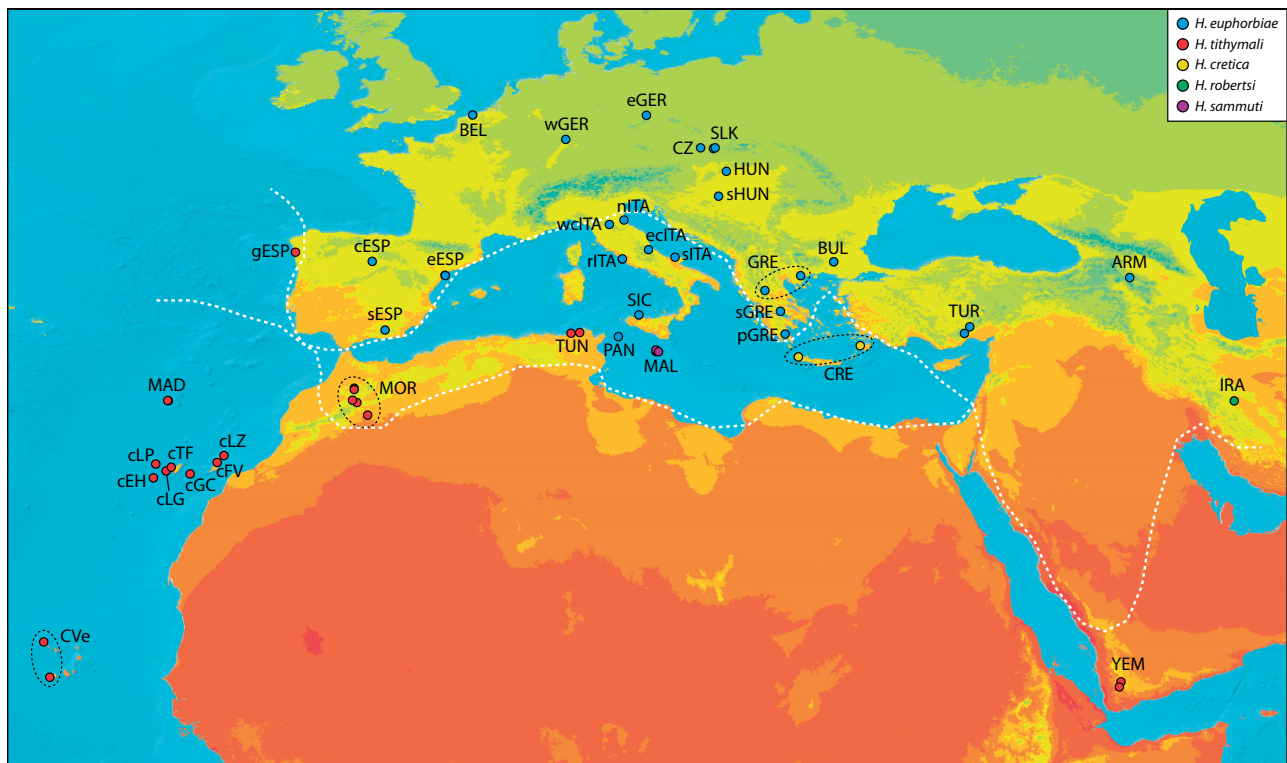 H. euphorbiae
H. tithymali
H. cretica
H. robertsi
H. sammuti
eGER
BEL
wGER
SLK
CZ
HUN
sHUN
nITA
wcITA
gESP
cESP
ecITA
eESP
rITA
sITA
GRE
BUL
ARM
SIC
sESP
sGRE
TUR
TUN
PAN
pGRE
MAL
CRE
MAD
MOR
IRA
cLZ
cLP
cTF
cFV
cEH
cGC
cLG
CVe
YEM